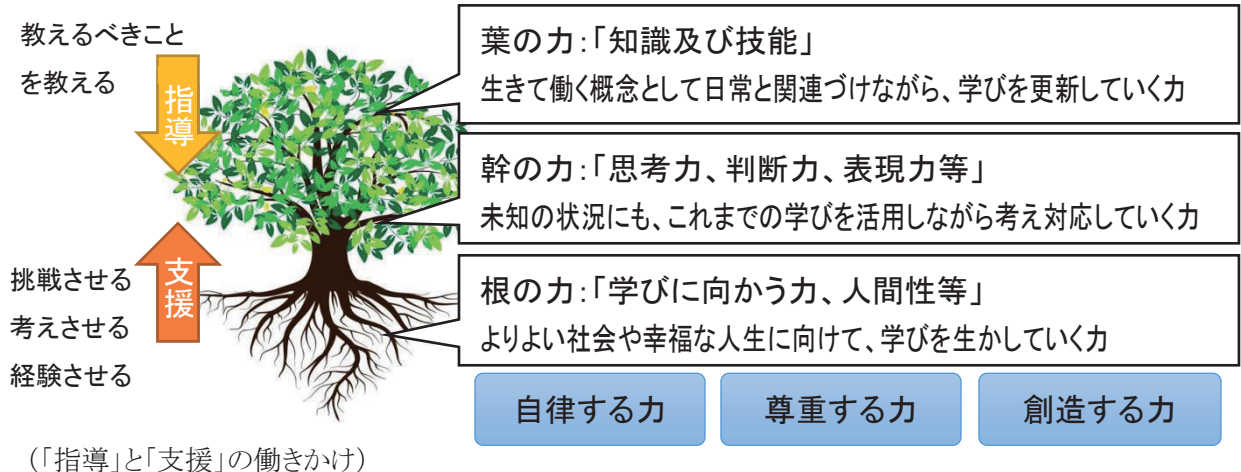 教えるべきこと
を教える
指導
支援
挑戦させる
考えさせる
経験させる
葉の力:「知識及び技能」
生きて働く概念として日常と関連づけながら、学びを更新していく力
幹の力:「思考力、判断力、表現力等」
未知の状況にも、これまでの学びを活用しながら考え対応していく力
根の力:「学びに向かう力、人間性等」
よりよい社会や幸福な人生に向けて、学びを生かしていく力
自律する力
尊重する力
創造する力
(「指導」と「支援」の働きかけ)